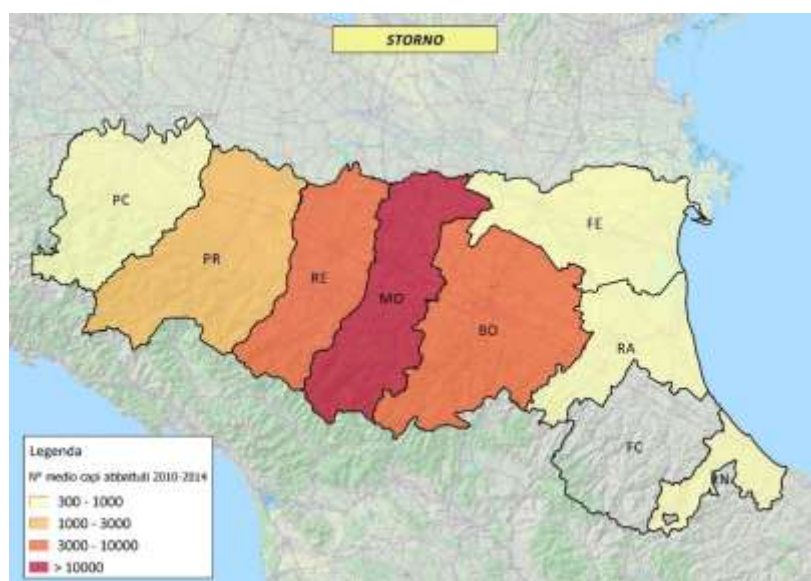 STORNO
PC
PR
RE
MO
BO
FE
RA
FC
RN
Legenda
N° medio capi abbattuti 2010-2014
300 - 1000
1000 - 3000
3000 - 10000
> 10000